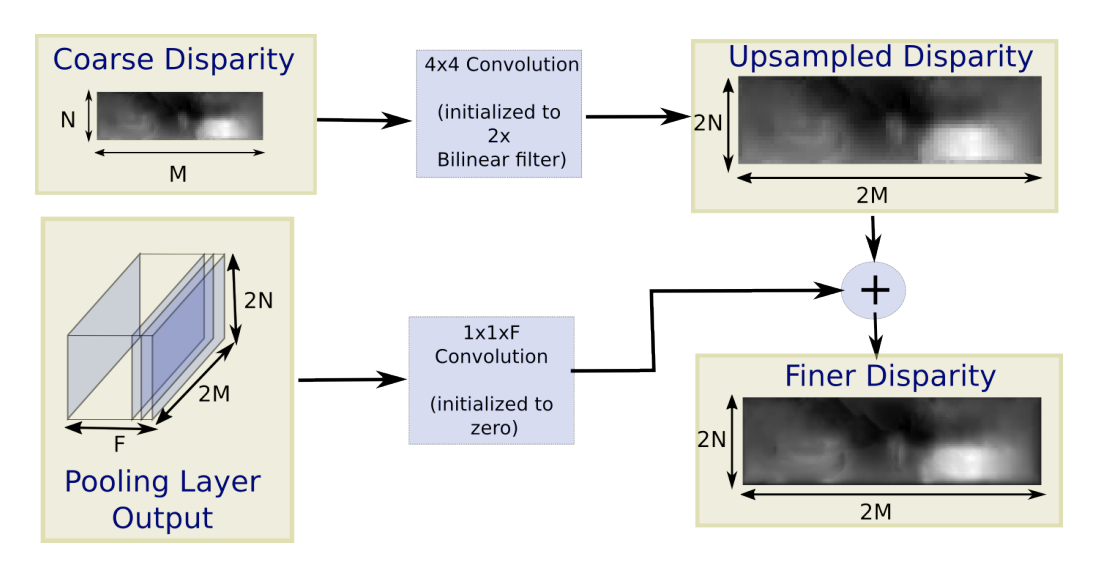 Coarse Disparity
N
M
4x4 Convolution
(initialized to
2x
Bilinear filter)
Upsampled Disparity
2N
2M
2N
2M
F
Pooling Layer
Output
1x1xF
Convolution
(initialized to
zero)
+
Finer Disparity
2N
2M